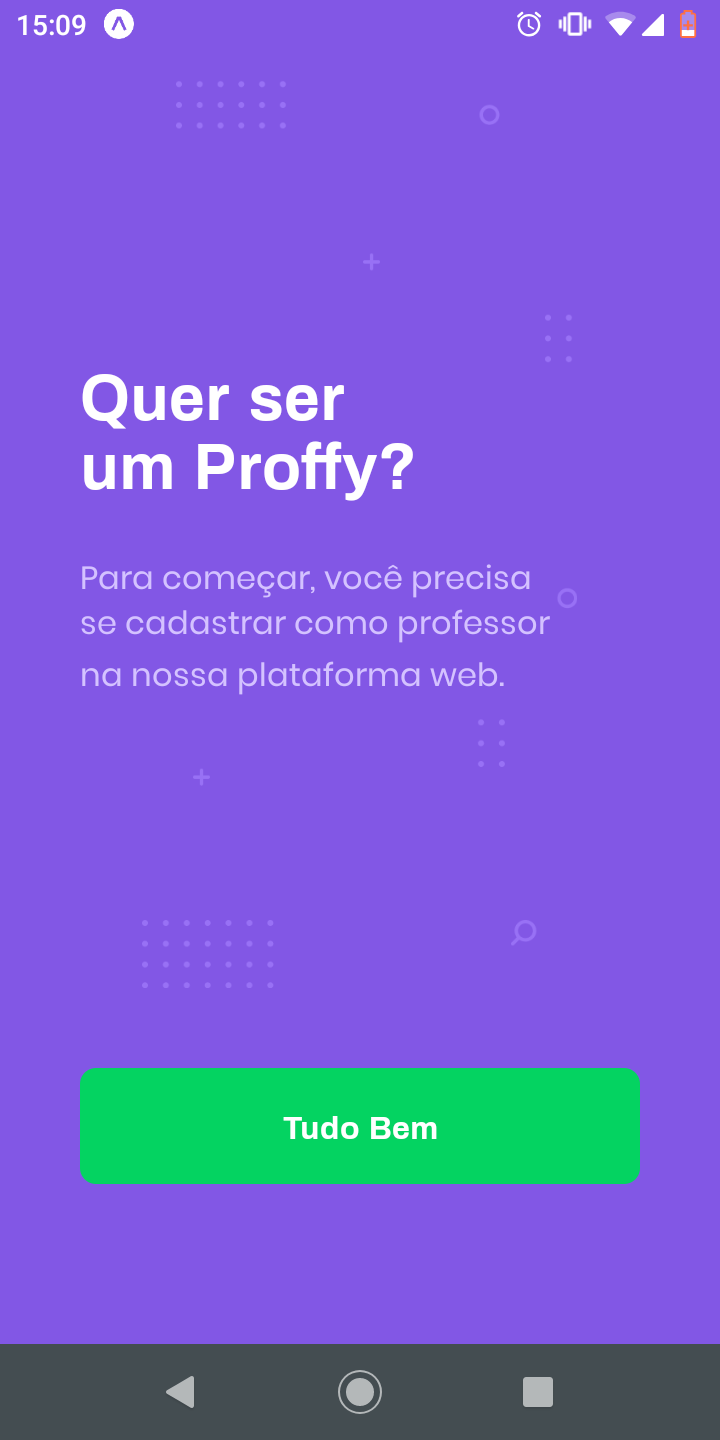 15:09
Quer ser
um Proffy?
Para começar, você precisa
se cadastrar como professor
na nossa plataforma web.
Tudo Bem